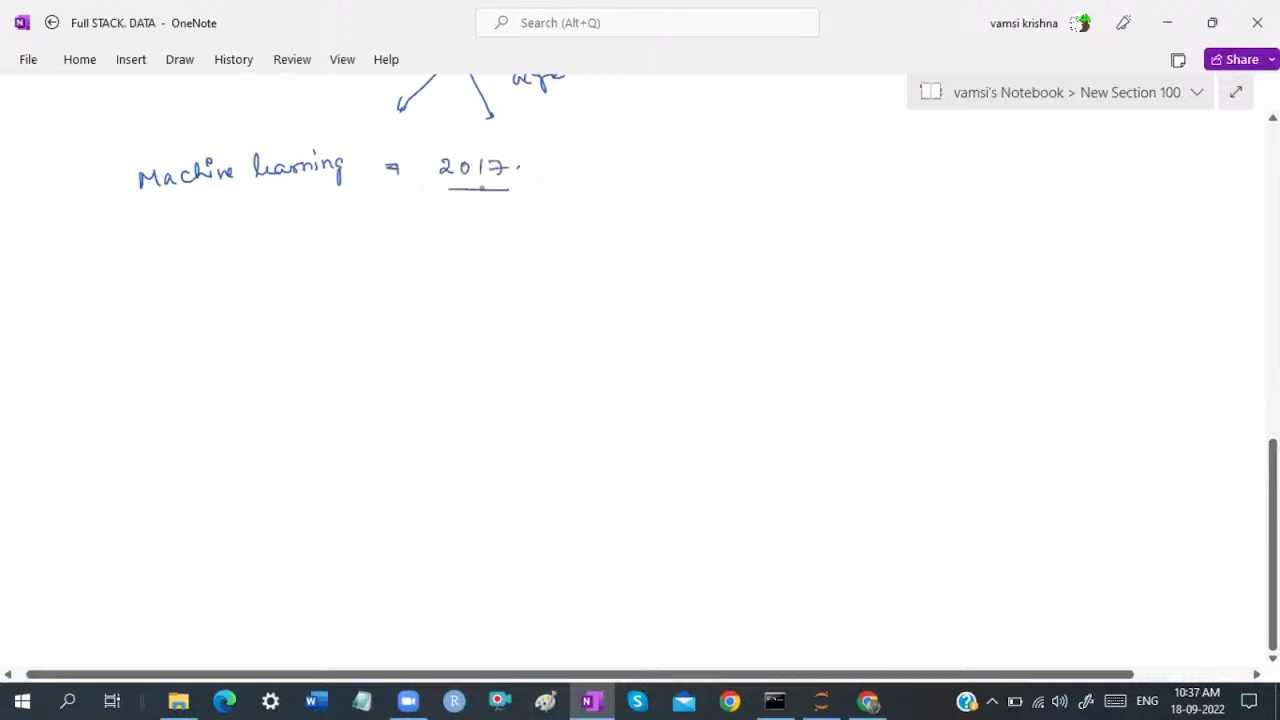 Full STACK. DATA - OneNote
Search (Alt+Q)
vamsi krishna
File Home Insert Draw History Review View Help
Share
vamsi's Notebook > New Section 100
Machine learning = 2017.
ENG
10:37 AM
18-09-2022